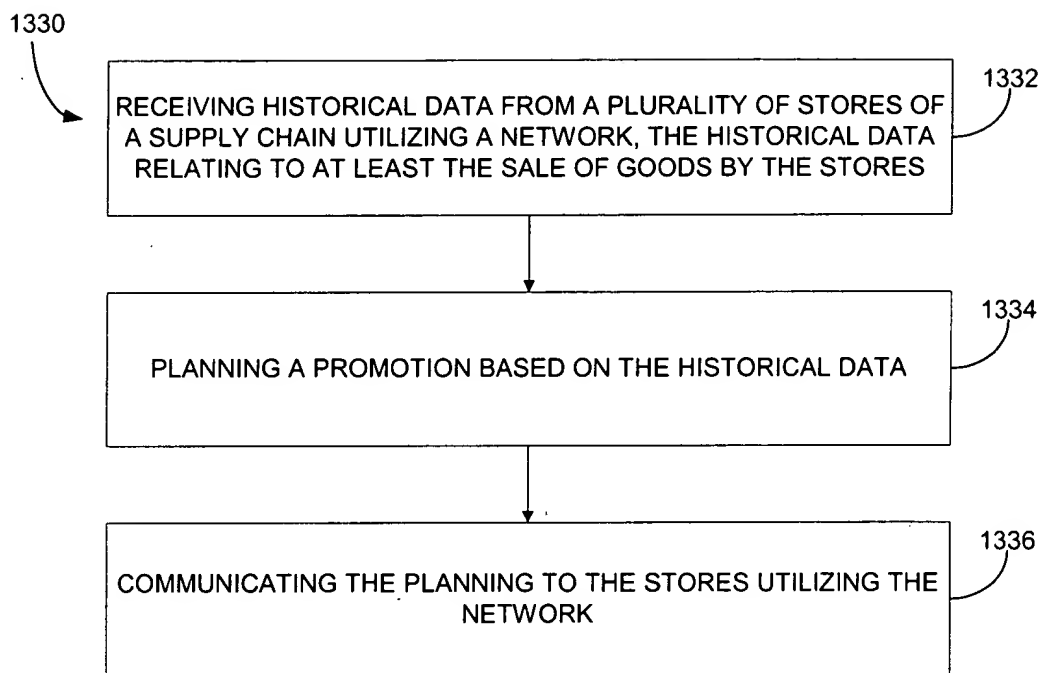 1330
1332
RECEIVING HISTORICAL DATA FROM A PLURALITY OF STORES OF
A SUPPLY CHAIN UTILIZING A NETWORK, THE HISTORICAL DATA
RELATING TO AT LEAST THE SALE OF GOODS BY THE STORES
1334
PLANNING A PROMOTION BASED ON THE HISTORICAL DATA
1336
COMMUNICATING THE PLANNING TO THE STORES UTILIZING THE
NETWORK